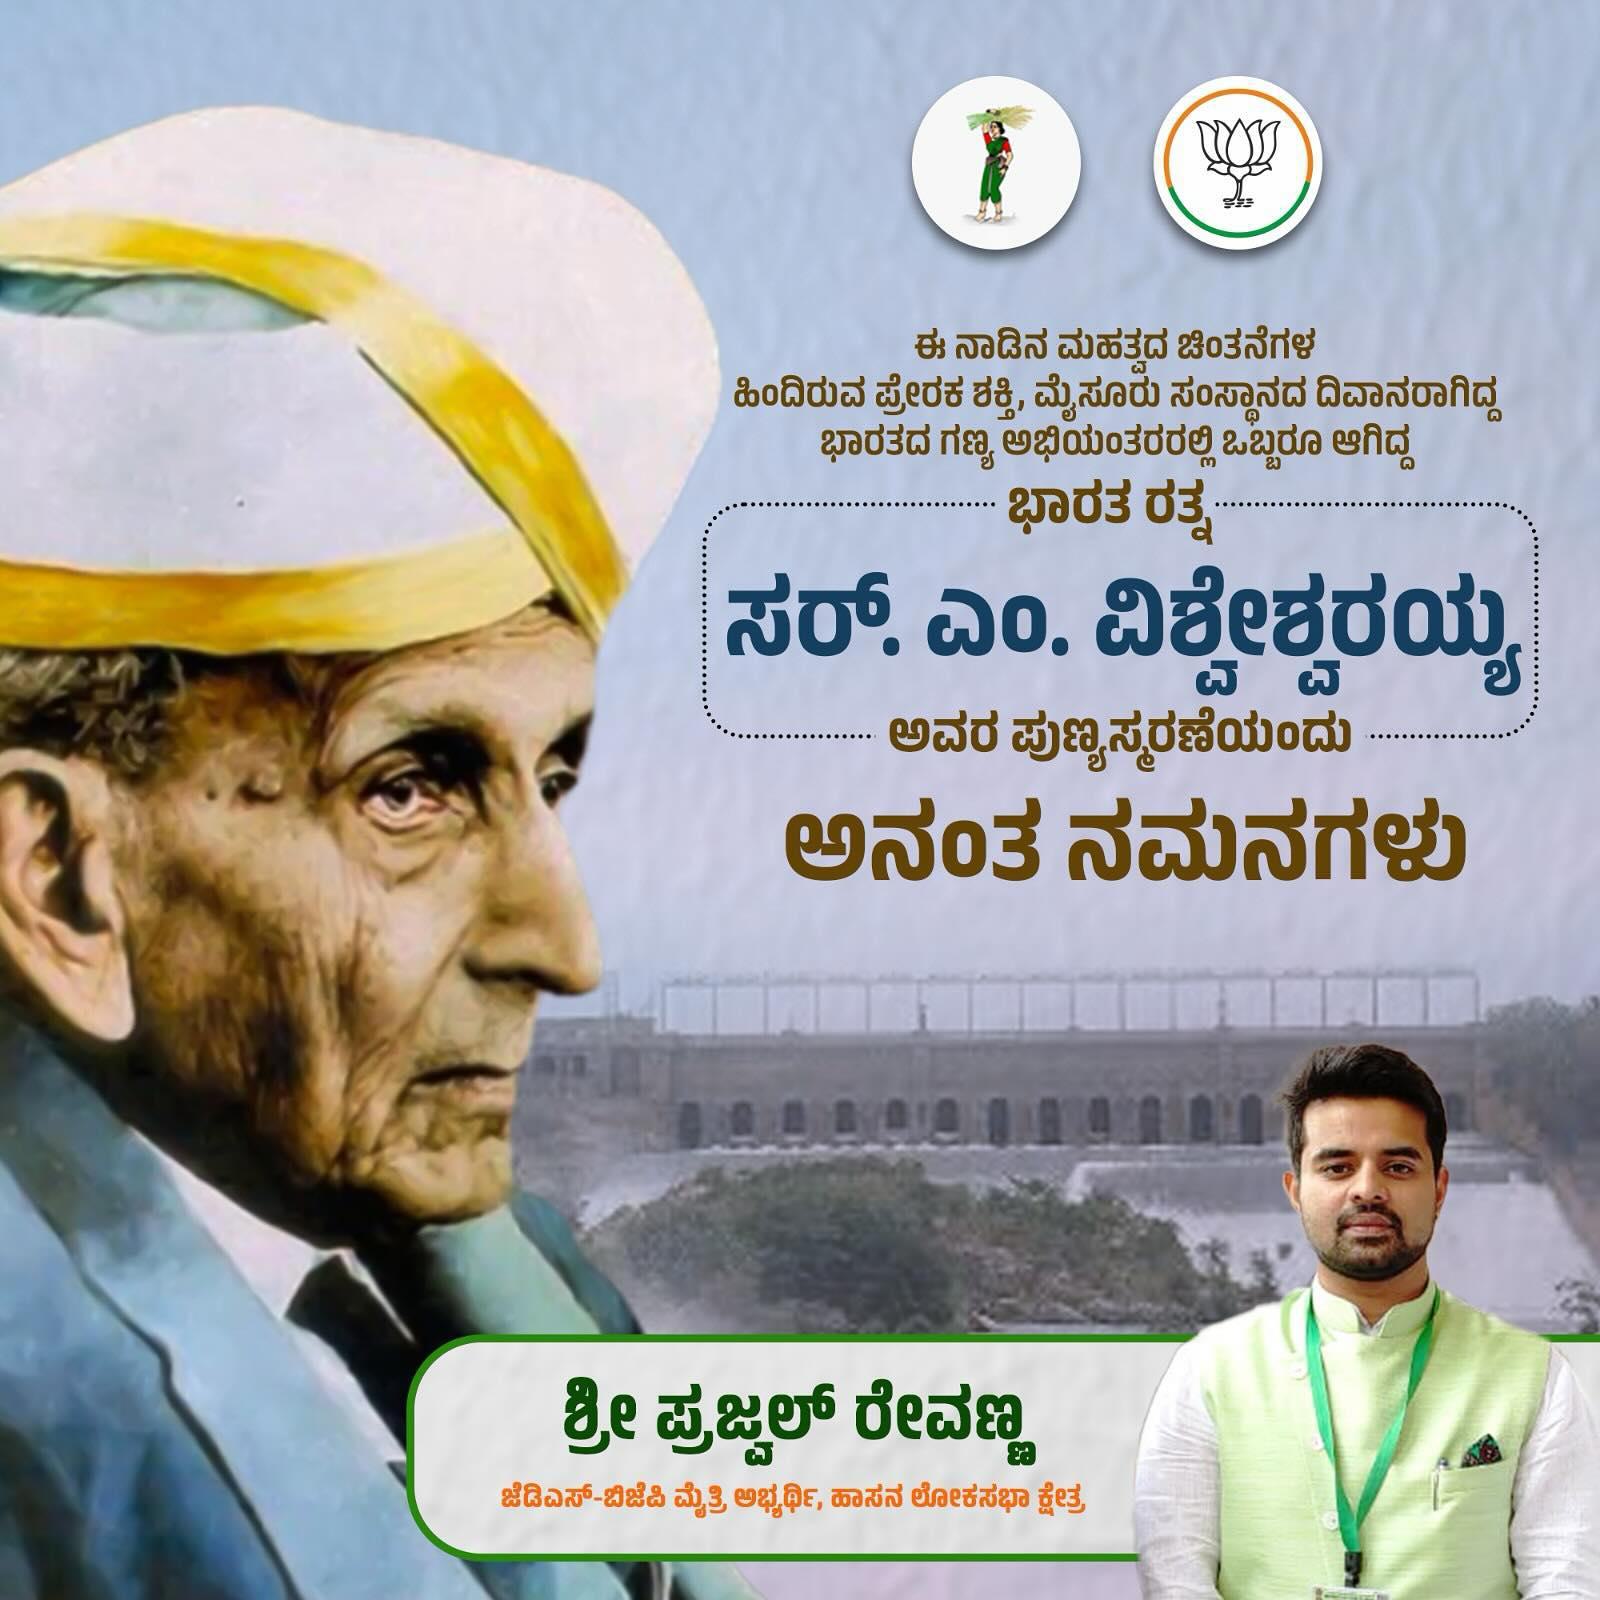 ಈ ನಾಡಿನ ಮಹತ್ವದ ಚಿಂತನೆಗಳ
ಹಿಂದಿರುವ ಪ್ರೇರಕ ಶಕ್ತಿ, ಮೈಸೂರು ಸಂಸ್ಥಾನದ ದಿವಾನರಾಗಿದ್ದ
ಭಾರತದ ಗಣ್ಯ ಅಭಿಯಂತರರಲ್ಲಿ ಒಬ್ಬರೂ ಆಗಿದ್ದ
ಭಾರತ ರತ್ನ
ಸರ್. ಎಂ. ವಿಶ್ವೇಶ್ವರಯ್ಯ
ಅವರ ಪುಣ್ಯಸ್ಮರಣೆಯಂದು
ಅನಂತ ನಮನಗಳು
ಶ್ರೀ ಪ್ರಜ್ವಲ್ ರೇವಣ್ಣ
ಜೆಡಿಎಸ್-ಬಿಜೆಪಿ ಮೈತ್ರಿ ಅಭ್ಯರ್ಥಿ, ಹಾಸನ ಲೋಕಸಭಾ ಕ್ಷೇತ್ರ